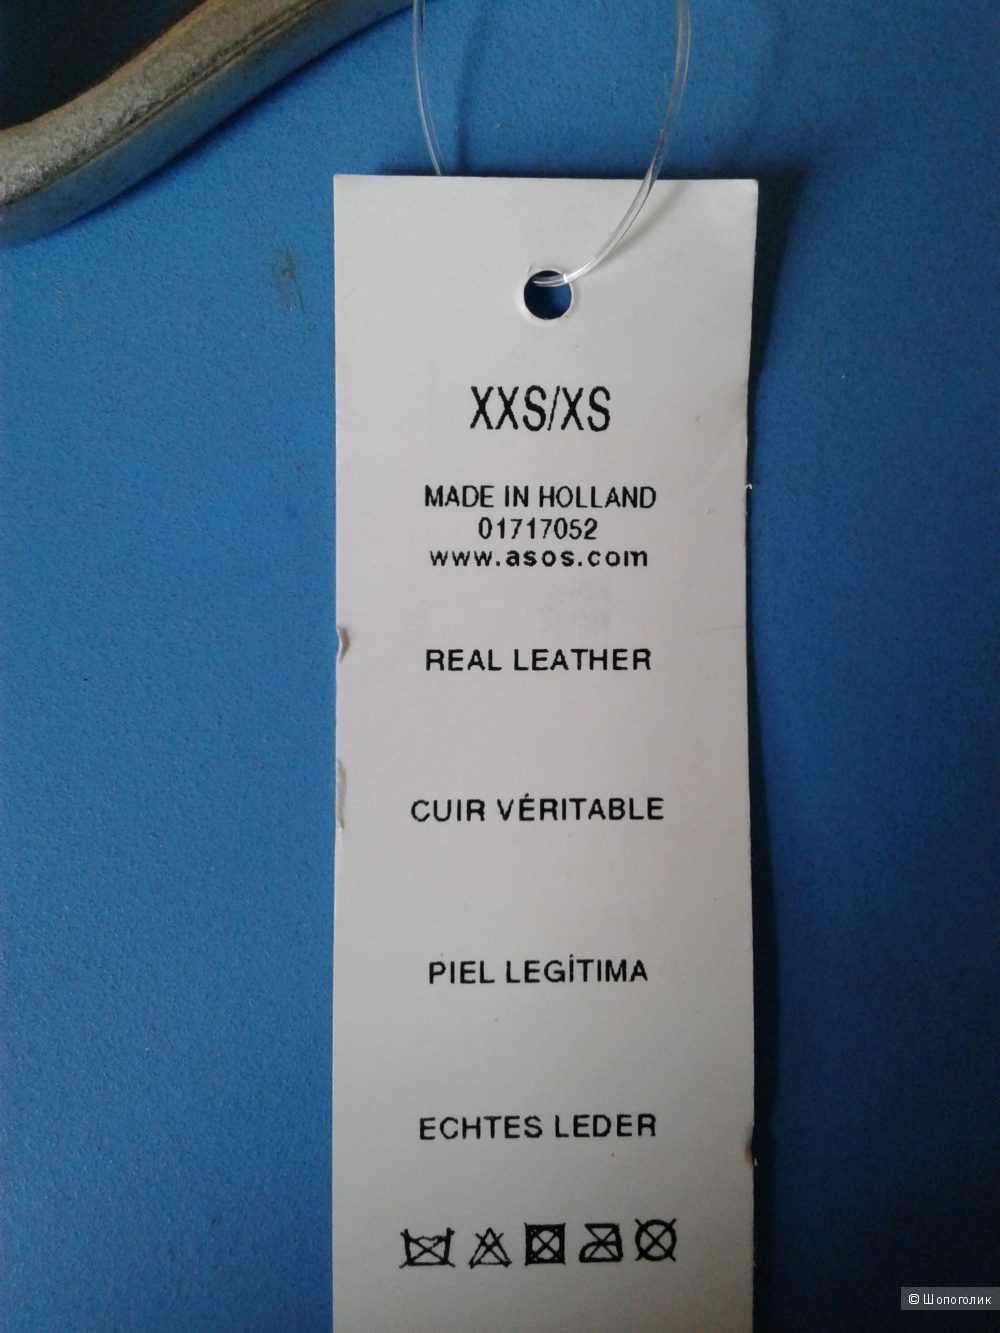 XXS/XS
MADE IN HOLLAND
01717052
www.asos.com
REAL LEATHER
CUIR VÉRITABLE
PIEL LEGÍTIMA
ECHTES LEDER
© Шопоголик